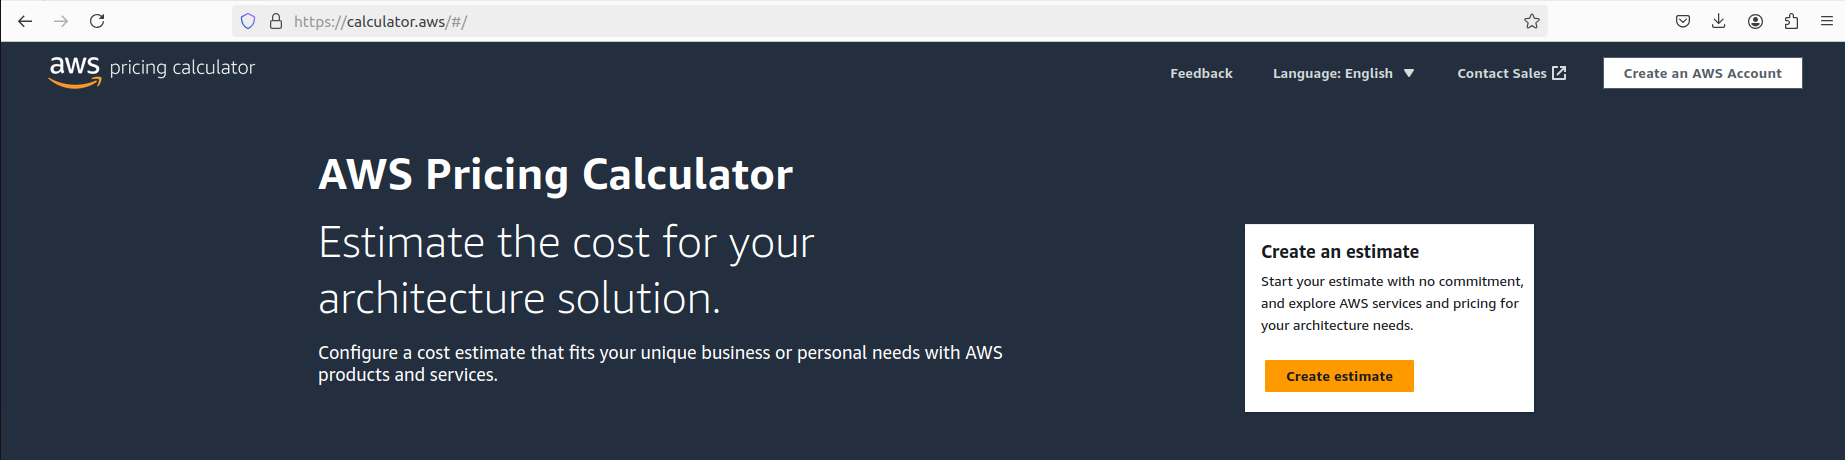 https://calculator.aws/#/
aws pricing calculator
Feedback
Language: English
Contact Sales
Create an AWS Account
AWS Pricing Calculator
Estimate the cost for your
architecture solution.
Configure a cost estimate that fits your unique business or personal needs with AWS
products and services.
Create an estimate
Start your estimate with no commitment,
and explore AWS services and pricing for
your architecture needs.
Create estimate